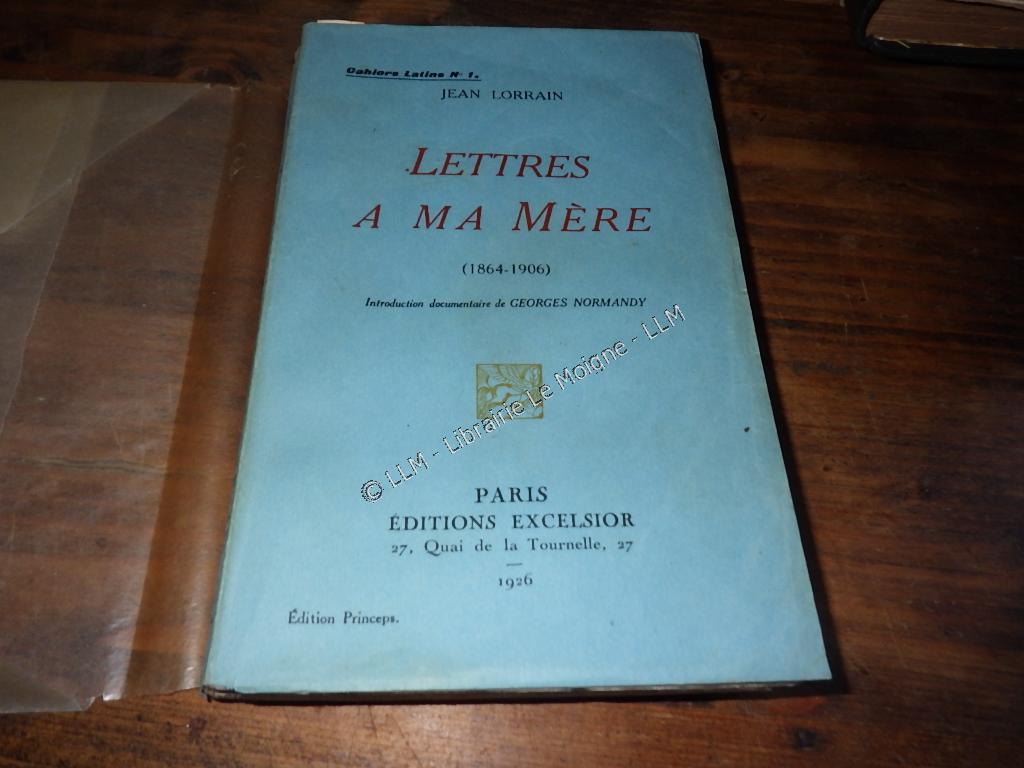 Cahiers Latins Nº 1.
JEAN LORRAIN
LETTRES
A MA MÈRE
(1864-1906)
Introduction documentaire de GEORGES NORMANDY
© LLM - Librairie Le Moigne - LLM
PARIS
ÉDITIONS EXCELSIOR
27, Quai de la Tournelle, 27
1926
Édition Princeps.